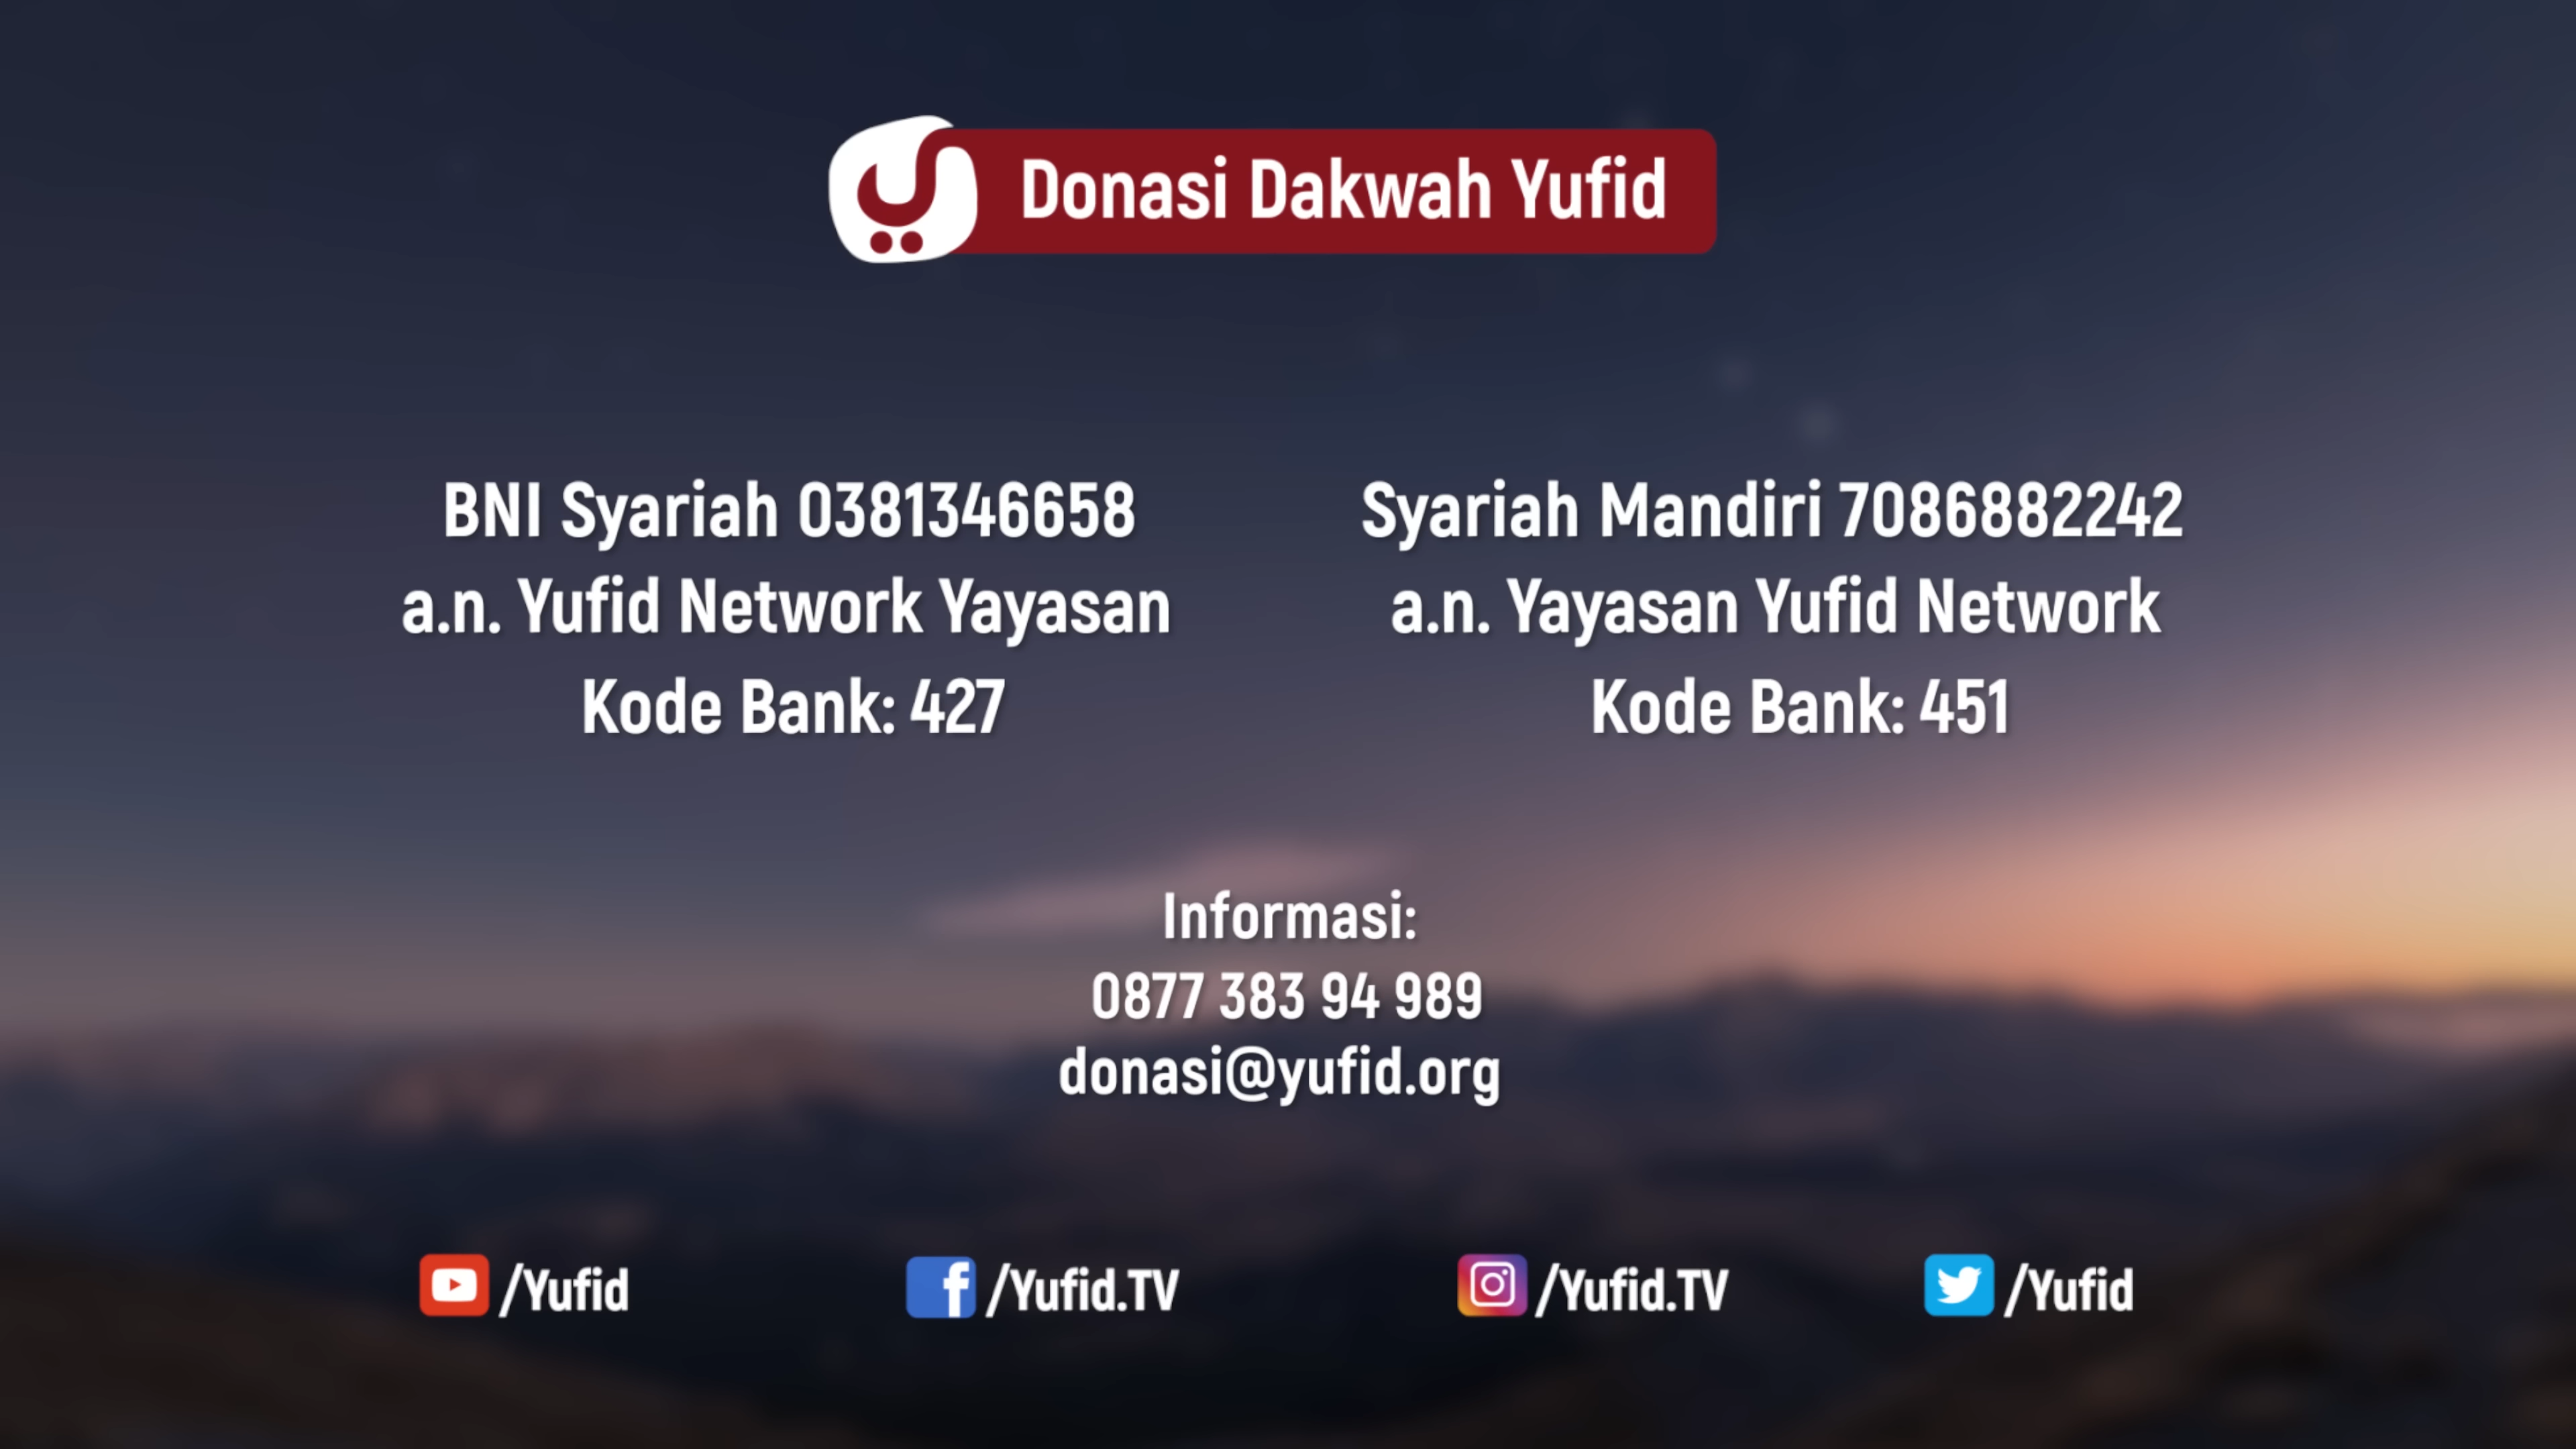 Donasi Dakwah Yufid
BNI Syariah 0381346658
a.n. Yufid Network Yayasan
Kode Bank: 427
Syariah Mandiri 7086882242
a.n. Yayasan Yufid Network
Kode Bank: 451
Informasi:
0877 383 94 989
donasi@yufid.org
/Yufid
/Yufid.TV
/Yufid.TV
/Yufid